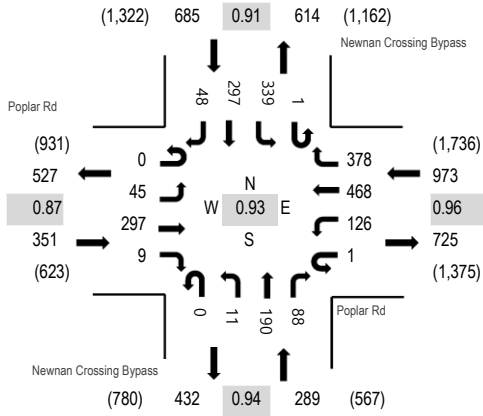 (1,322) 685 0.91 614 (1,162)
Newnan Crossing Bypass
Poplar Rd
48 297 339 1
(931)
527
0.87
351
(623)
0
45
297
9
N
W 0.93 E
S
378
468
126
1
(1,736)
973
0.96
725
(1,375)
0 11 190 88
Poplar Rd
Newnan Crossing Bypass
(780) 432 0.94 289 (567)